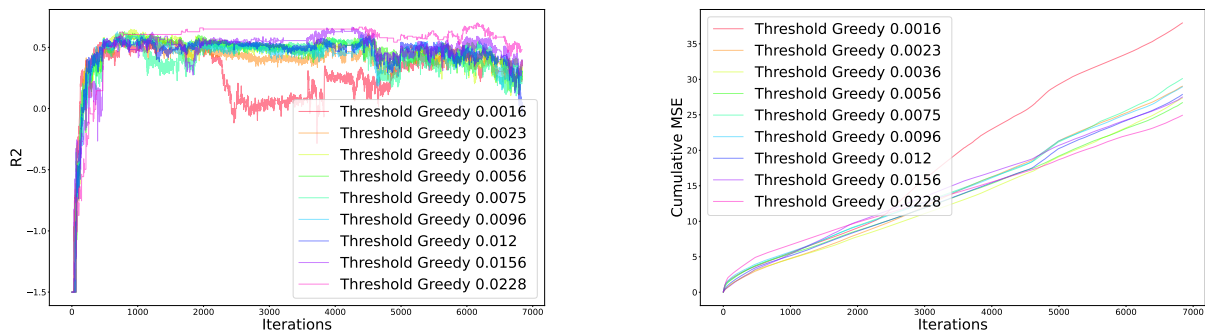 0.5
0.0
−0.5
−1.0
−1.5
R2
Threshold Greedy 0.0016
Threshold Greedy 0.0023
Threshold Greedy 0.0036
Threshold Greedy 0.0056
Threshold Greedy 0.0075
Threshold Greedy 0.0096
Threshold Greedy 0.012
Threshold Greedy 0.0156
Threshold Greedy 0.0228
0 1000 2000 3000 4000 5000 6000 7000
Iterations
35
30
25
20
15
10
5
0
Cumulative MSE
Threshold Greedy 0.0016
Threshold Greedy 0.0023
Threshold Greedy 0.0036
Threshold Greedy 0.0056
Threshold Greedy 0.0075
Threshold Greedy 0.0096
Threshold Greedy 0.012
Threshold Greedy 0.0156
Threshold Greedy 0.0228
0 1000 2000 3000 4000 5000 6000 7000
Iterations